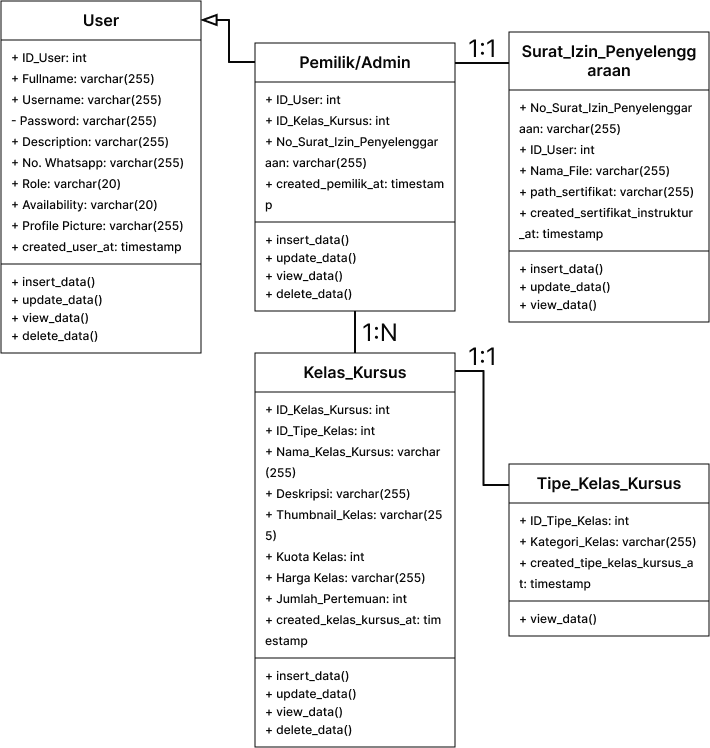 User
+ ID_User: int
+ Fullname: varchar(255)
+ Username: varchar(255)
- Password: varchar(255)
+ Description: varchar(255)
+ No. Whatsapp: varchar(255)
+ Role: varchar(20)
+ Availability: varchar(20)
+ Profile Picture: varchar(255)
+ created_user_at: timestamp
+ insert_data()
+ update_data()
+ view_data()
+ delete_data()
Pemilik/Admin
+ ID_User: int
+ ID_Kelas_Kursus: int
+ No_Surat_Izin_Penyelengga
raan: varchar(255)
+ created_pemilik_at: timestam
p
+ insert_data()
+ update_data()
+ view_data()
+ delete_data()
1:1
Surat_Izin_Penyelengg
araan
+ No_Surat_Izin_Penyelenggar
aan: varchar(255)
+ ID_User: int
+ Nama_File: varchar(255)
+ path_sertifikat: varchar(255)
+ created_sertifikat_instruktur
_at: timestamp
+ insert_data()
+ update_data()
+ view_data()
1:N
Kelas_Kursus
+ ID_Kelas_Kursus: int
+ ID_Tipe_Kelas: int
+ Nama_Kelas_Kursus: varchar
(255)
+ Deskripsi: varchar(255)
+ Thumbnail_Kelas: varchar(25
5)
+ Kuota Kelas: int
+ Harga Kelas: varchar(255)
+ Jumlah_Pertemuan: int
+ created_kelas_kursus_at: tim
estamp
+ insert_data()
+ update_data()
+ view_data()
+ delete_data()
1:1
Tipe_Kelas_Kursus
+ ID_Tipe_Kelas: int
+ Kategori_Kelas: varchar(255)
+ created_tipe_kelas_kursus_a
t: timestamp
+ view_data()